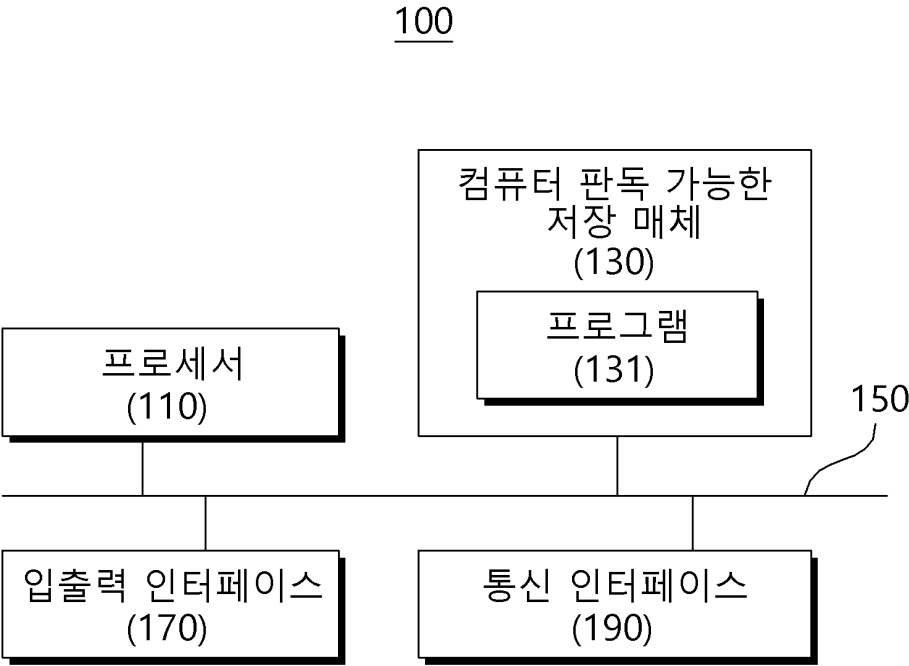 100
컴퓨터 판독 가능한
저장 매체
(130)
프로그램
(131)
프로세서
(110)
150
입출력 인터페이스
(170)
통신 인터페이스
(190)